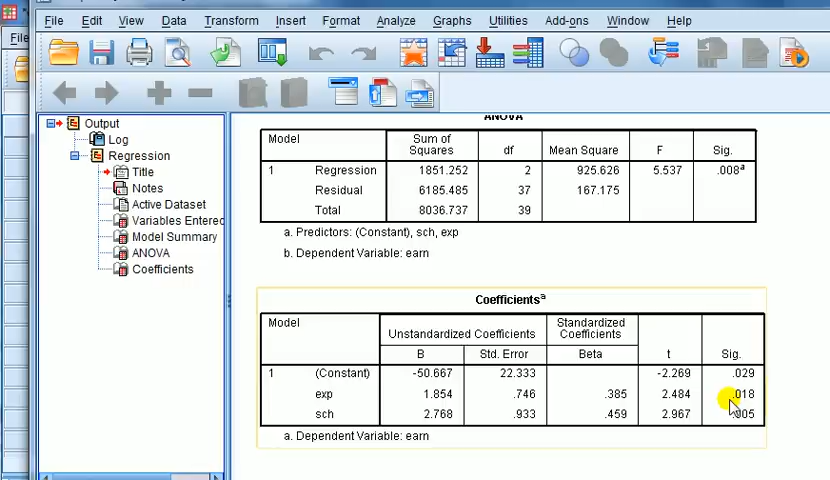 File Edit View Data Transform Insert Format Analyze Graphs Utilities Add-ons Window Help
File
Output
Log
Regression
Title
Notes
Active Dataset
Variables Entered
Model Summary
ANOVA
Coefficients
ANOVA
Model Sum of Squares df Mean Square F Sig.
1 Regression 1851.252 2 925.626 5.537 .008a
Residual 6185.485 37 167.175
Total 8036.737 39
a. Predictors: (Constant), sch, exp
b. Dependent Variable: earn
Coefficientsa
Model Unstandardized Coefficients Standardized Coefficients t Sig.
B Std. Error Beta
1 (Constant) -50.667 22.333 -2.269 .029
exp 1.854 .746 .385 2.484 .018
sch 2.768 .933 .459 2.967 .005
a. Dependent Variable: earn